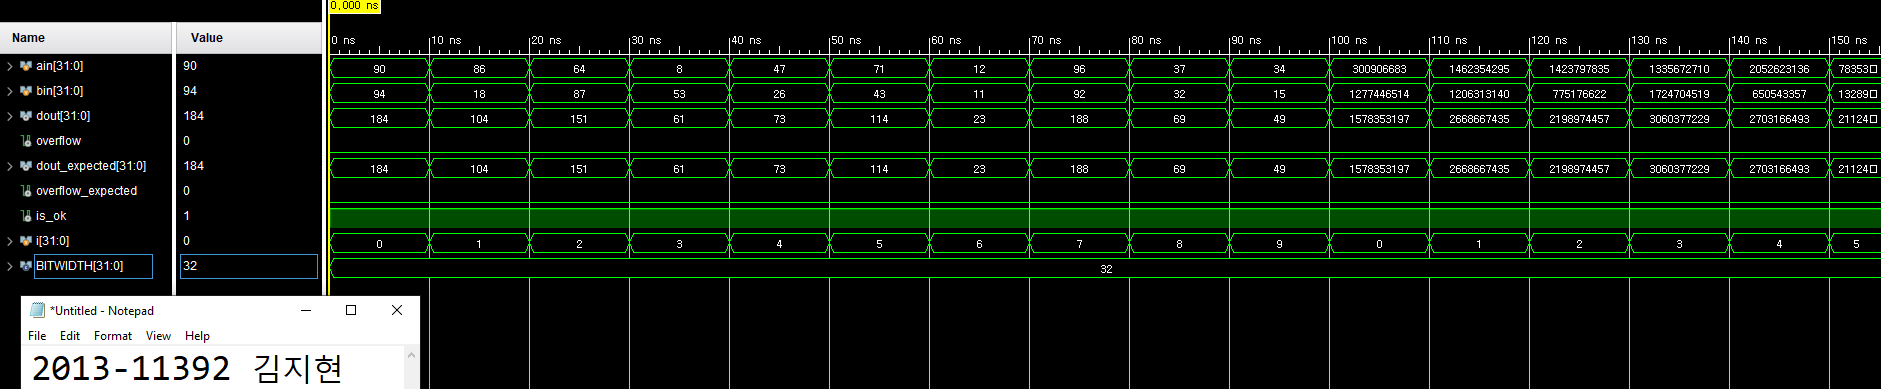 0,000 ns
Name Value
0 ns 10 ns 20 ns 30 ns 40 ns 50 ns 60 ns 70 ns 80 ns 90 ns 100 ns 110 ns 120 ns 130 ns 140 ns 150 ns
ain[31:0] 90 90 86 64 8 47 71 12 96 37 34 300906683 1462354295 1423797835 1335672710 2052623136 78353
bin[31:0] 94 94 18 87 53 26 43 11 92 32 15 1277446514 1206313140 775176622 1724704519 650543357 13289
dout[31:0] 184 184 104 151 61 73 114 23 188 69 49 1578353197 2668667435 2198974457 3060377229 2703166493 21124
overflow 0
dout_expected[31:0] 184 184 104 151 61 73 114 23 188 69 49 1578353197 2668667435 2198974457 3060377229 2703166493 21124
overflow_expected 0
is_ok 1
i[31:0] 0 0 1 2 3 4 5 6 7 8 9 0 1 2 3 4 5
BITWIDTH[31:0] 32 32
*Untitled - Notepad
File Edit Format View Help
2013-11392 김지현